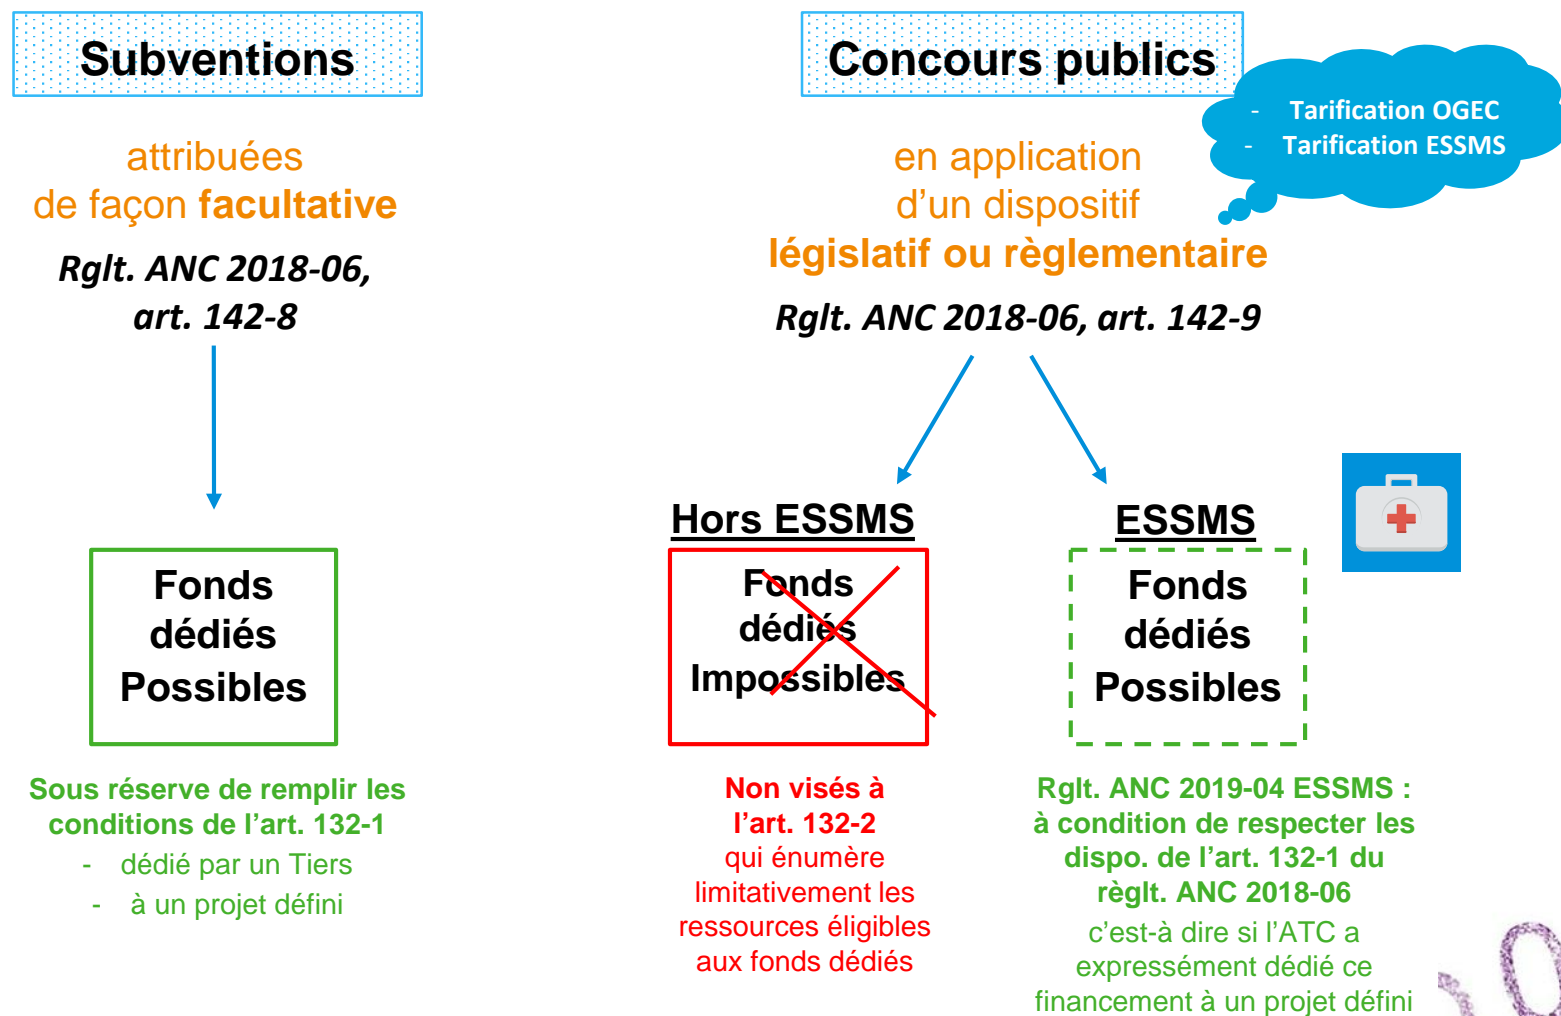 Subventions
attribuées
de façon facultative
Rglt. ANC 2018-06,
art. 142-8
Fonds
dédiés
Possibles
Sous réserve de remplir les
conditions de l'art. 132-1
- dédié par un Tiers
- à un projet défini
Concours publics
- Tarification OGEC
- Tarification ESSMS
en application
d'un dispositif
législatif ou règlementaire
Rglt. ANC 2018-06, art. 142-9
Hors ESSMS
Fonds
dédiés
Impossibles
Non visés à
l'art. 132-2
qui énumère
limitativement les
ressources éligibles
aux fonds dédiés
ESSMS
Fonds
dédiés
Possibles
Rglt. ANC 2019-04 ESSMS :
à condition de respecter les
dispo. de l'art. 132-1 du
règlt. ANC 2018-06
c'est-à dire si l'ATC a
expressément dédié ce
financement à un projet défini